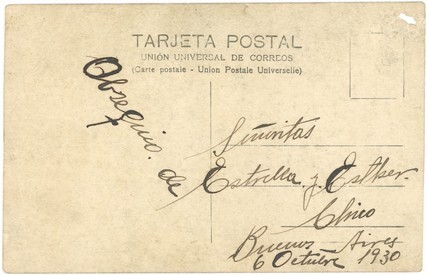 TARJETA POSTAL
UNIÓN UNIVERSAL DE CORREOS
(Carte postale - Union Postale Universelle)
Obsequio. de
Señoritas
Estrella y Esther
Chico
Buenos Aires
6 Octubre 1930